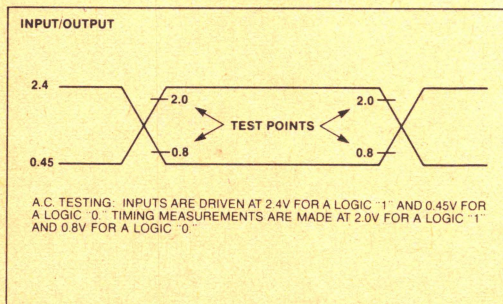 INPUT/OUTPUT
2.4
2.0 2.0
TEST POINTS
0.8 0.8
0.45
A.C. TESTING: INPUTS ARE DRIVEN AT 2.4V FOR A LOGIC "1" AND 0.45V FOR
A LOGIC "0." TIMING MEASUREMENTS ARE MADE AT 2.0V FOR A LOGIC "1"
AND 0.8V FOR A LOGIC "0."